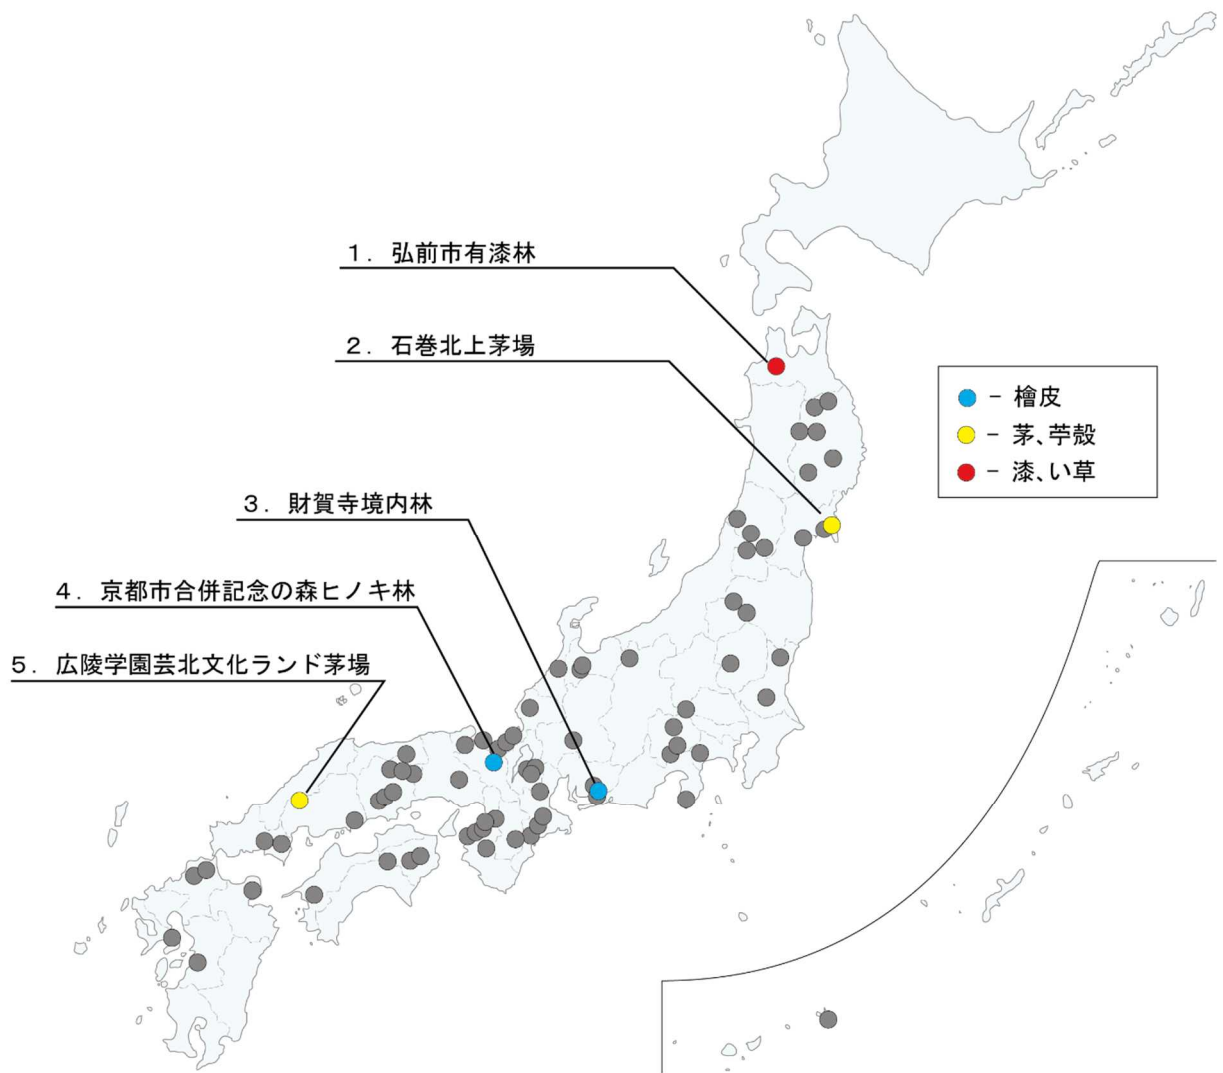 １．弘前市有漆林
２．石巻北上茅場
３．財賀寺境内林
４．京都市合併記念の森ヒノキ林
５．広陵学園芸北文化ランド茅場
－ 檜皮
－ 茅、苧殻
－ 漆、い草